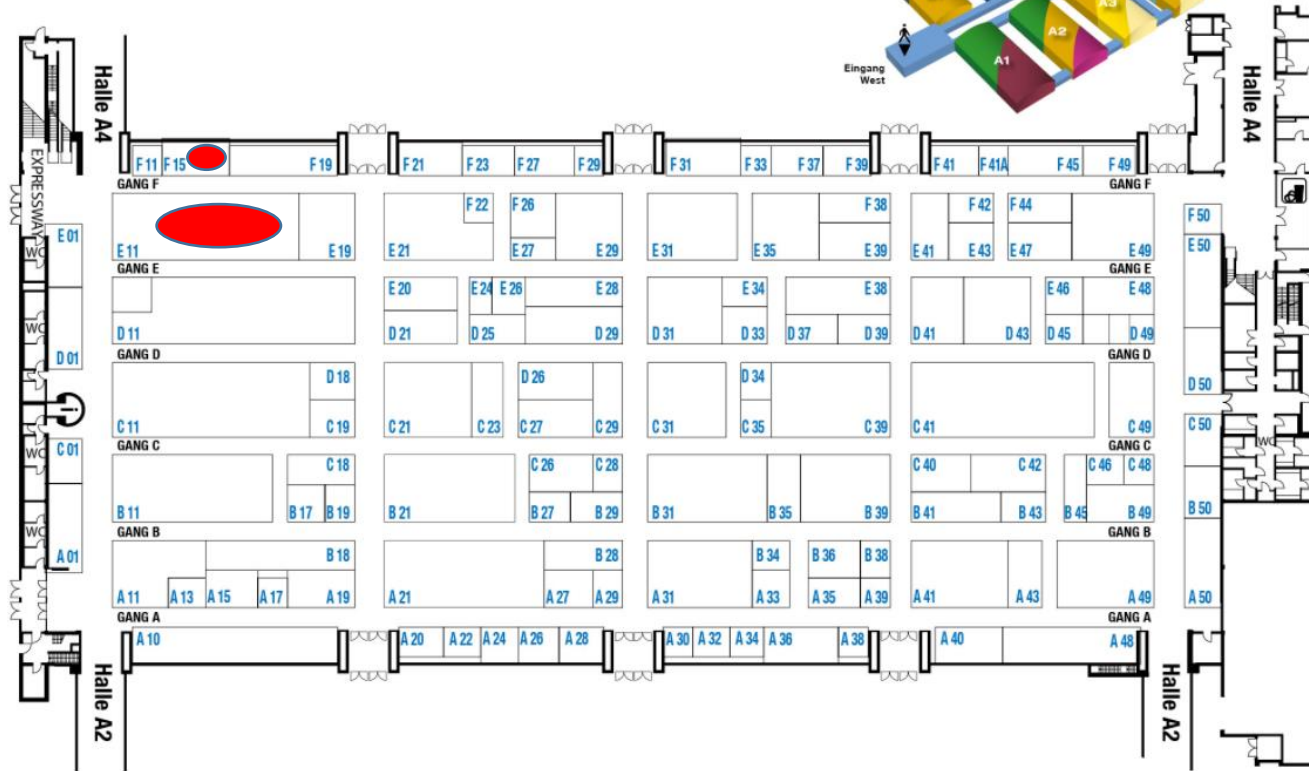 A3
A2
A1
Eingang
West
Halle A4
Halle A4
EXPRESSWAY
F 11 F 15 F 19 F 21 F 23 F 27 F 29 F 31 F 33 F 37 F 39 F 41 F 41A F 45 F 49
GANG F GANG F
F 22 F 26 F 38 F 42 F 44 F 50
E 01 E 11 E 19 E 21 E 27 E 29 E 31 E 35 E 39 E 41 E 43 E 47 E 49 E 50
WC
GANG E GANG E
E 20 E 24 E 26 E 28 E 34 E 38 E 46 E 48
WC
D 11 D 21 D 25 D 29 D 31 D 33 D 37 D 39 D 41 D 43 D 45 D 49
D 01 GANG D GANG D
D 18 D 26 D 34 D 50
i
C 11 C 19 C 21 C 23 C 27 C 29 C 31 C 35 C 39 C 41 C 49 C 50
C 01 GANG C GANG C
WC WC
C 18 C 26 C 28 C 40 C 42 C 46 C 48
B 11 B 17 B 19 B 21 B 27 B 29 B 31 B 35 B 39 B 41 B 43 B 45 B 49 B 50
WC
GANG B GANG B
A 01 B 18 B 28 B 34 B 36 B 38
A 11 A 13 A 15 A 17 A 19 A 21 A 27 A 29 A 31 A 33 A 35 A 39 A 41 A 43 A 49 A 50
GANG A GANG A
A 10 A 20 A 22 A 24 A 26 A 28 A 30 A 32 A 34 A 36 A 38 A 40 A 48
Halle A2
Halle A2